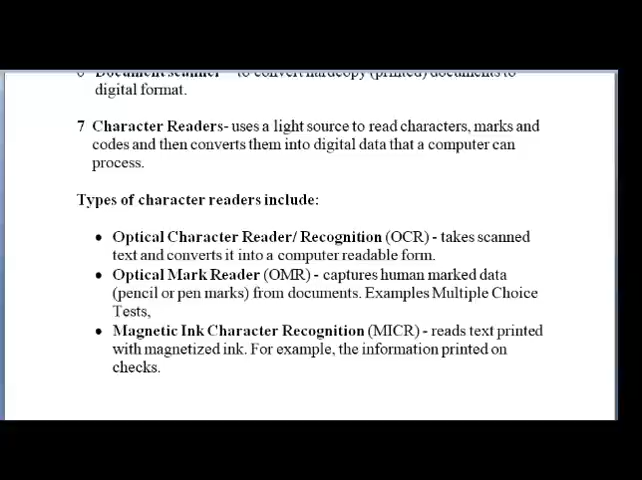 6 Document scanner – to convert hardcopy (printed) documents to
digital format.
7 Character Readers- uses a light source to read characters, marks and
codes and then converts them into digital data that a computer can
process.
Types of character readers include:
• Optical Character Reader/ Recognition (OCR) - takes scanned
text and converts it into a computer readable form.
• Optical Mark Reader (OMR) - captures human marked data
(pencil or pen marks) from documents. Examples Multiple Choice
Tests,
• Magnetic Ink Character Recognition (MICR) - reads text printed
with magnetized ink. For example, the information printed on
checks.